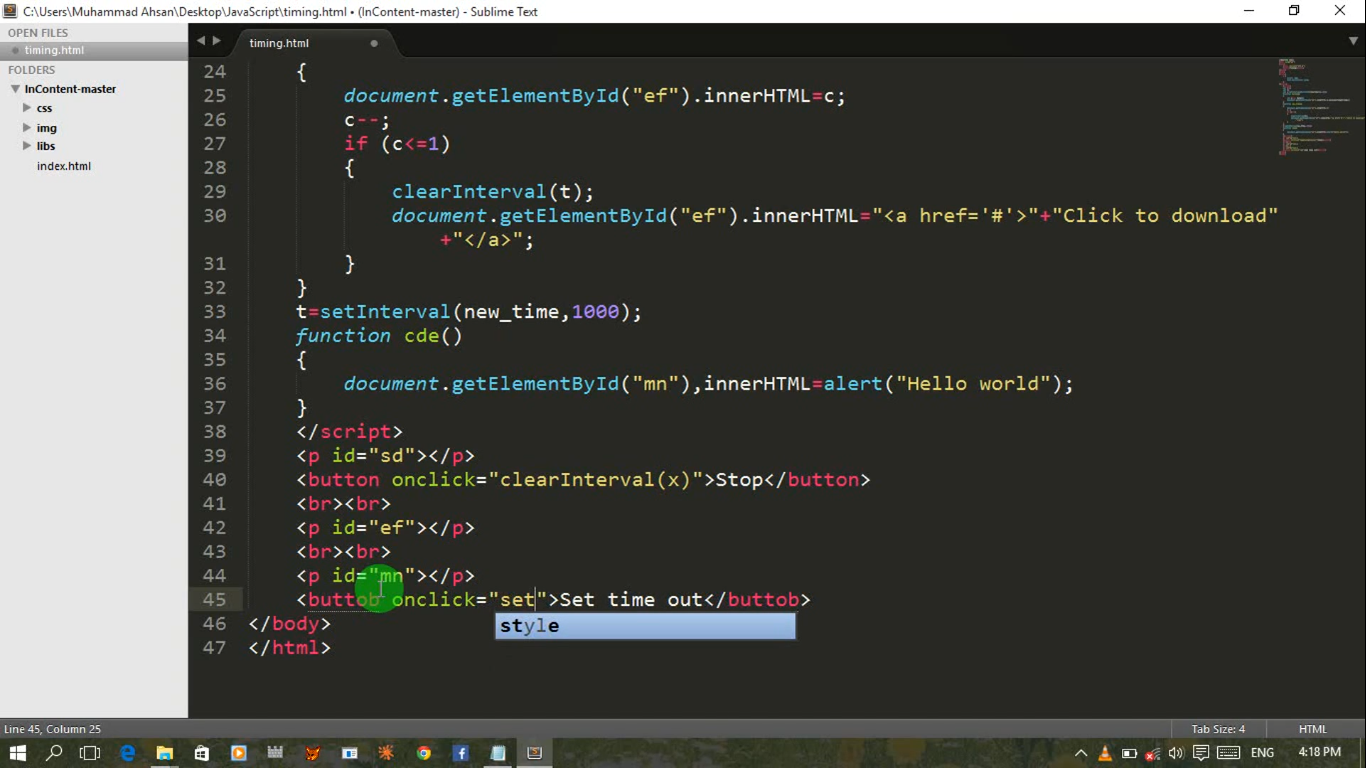 C:\Users\Muhammad Ahsan\Desktop\JavaScript\timing.html • (InContent-master) - Sublime Text
OPEN FILES
timing.html
FOLDERS
InContent-master
css
img
libs
index.html
timing.html
24 {
25 document.getElementById("ef").innerHTML=c;
26 c--;
27 if (c<=1)
28 {
29 clearInterval(t);
30 document.getElementById("ef").innerHTML="<a href='#'>"+"Click to download"
+"</a>";
31 }
32 }
33 t=setInterval(new_time,1000);
34 function cde()
35 {
36 document.getElementById("mn"),innerHTML=alert("Hello world");
37 }
38 </script>
39 <p id="sd"></p>
40 <button onclick="clearInterval(x)">Stop</button>
41 <br><br>
42 <p id="ef"></p>
43 <br><br>
44 <p id="mn"></p>
45 <buttob onclick="set">Set time out</buttob>
style
46 </body>
47 </html>
Line 45, Column 25
Tab Size: 4
HTML
ENG
4:18 PM